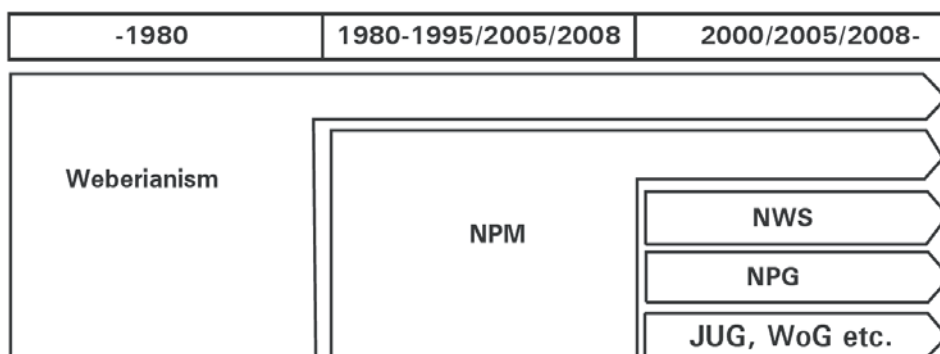 -1980 1980-1995/2005/2008 2000/2005/2008-
Weberianism
NPM
NWS
NPG
JUG, WoG etc.